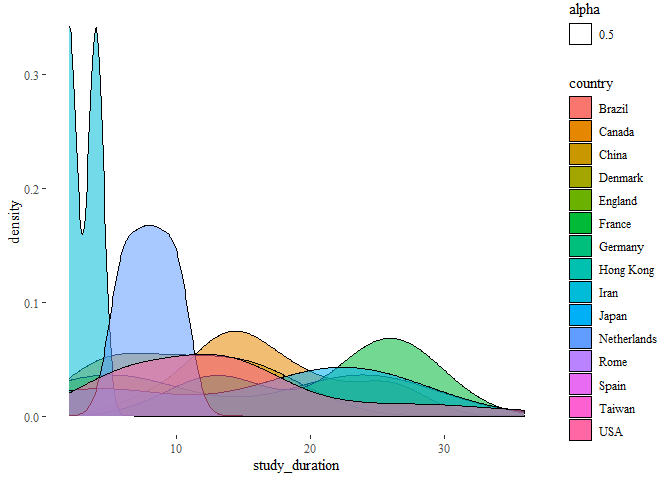 alpha
0.5
country
Brazil
Canada
China
Denmark
England
France
Germany
Hong Kong
Iran
Japan
Netherlands
Rome
Spain
Taiwan
USA
0.3
0.2
0.1
0.0
density
10
20
30
study_duration